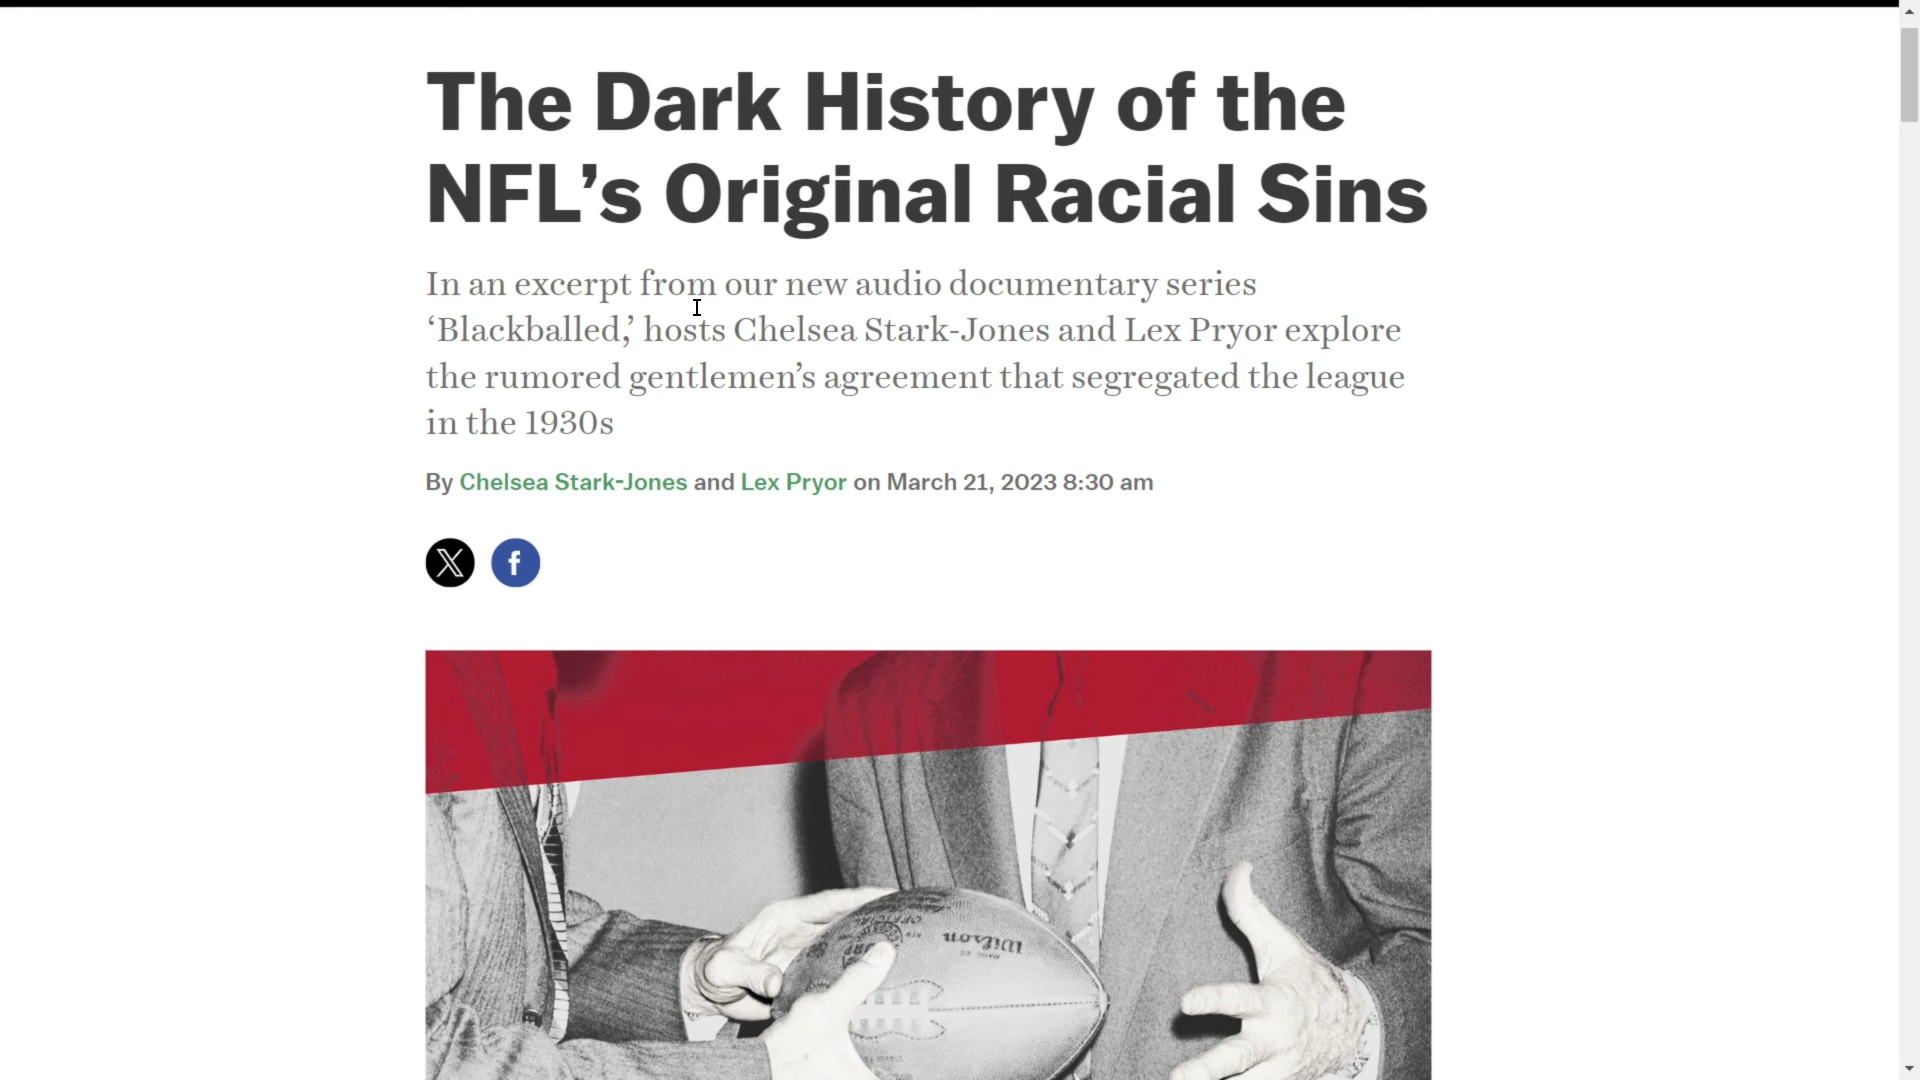 The Dark History of the
NFL’s Original Racial Sins
In an excerpt from our new audio documentary series
‘Blackballed,’ hosts Chelsea Stark-Jones and Lex Pryor explore
the rumored gentlemen’s agreement that segregated the league
in the 1930s
By Chelsea Stark-Jones and Lex Pryor on March 21, 2023 8:30 am
Wilson